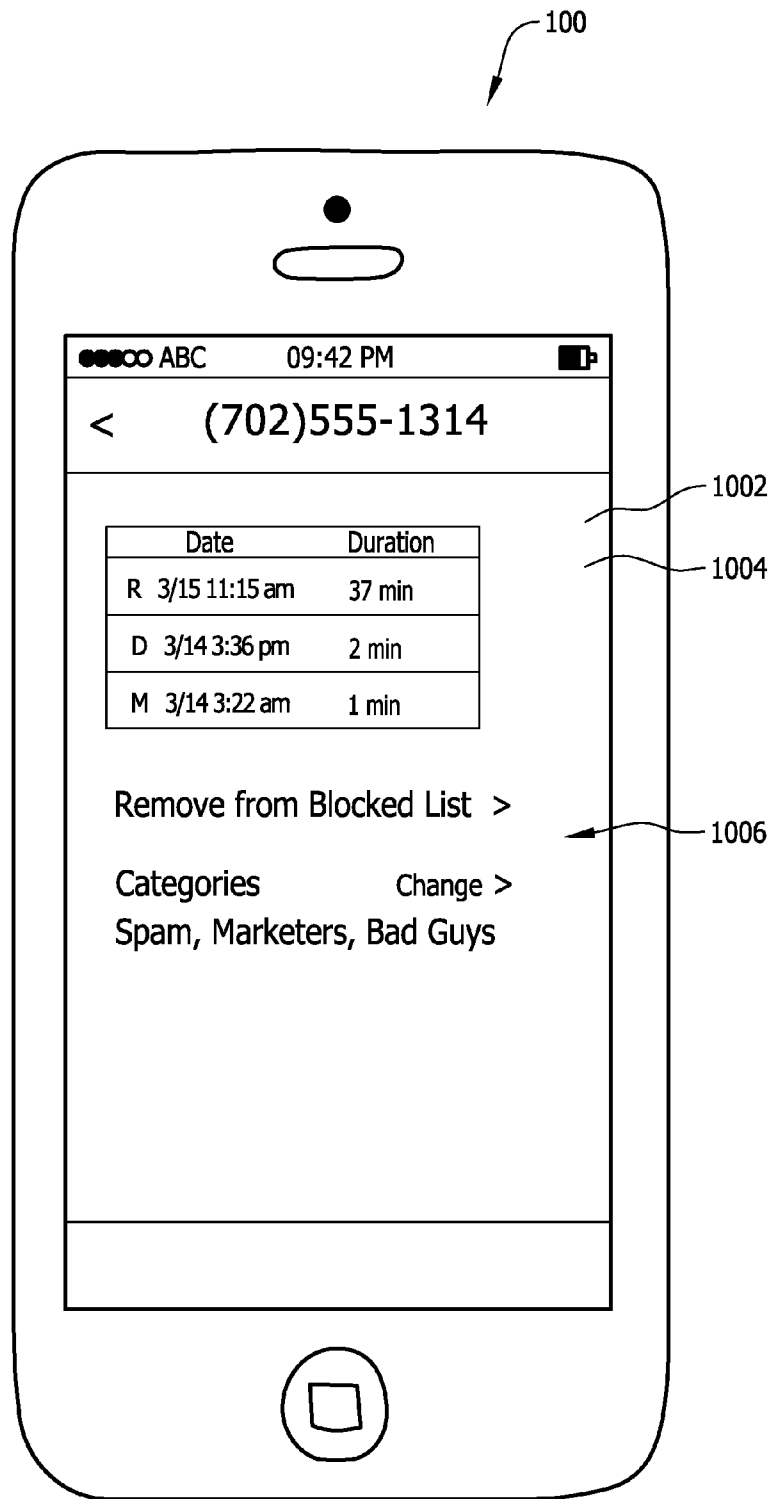 100
ABC 09:42 PM
< (702)555-1314
1002
Date Duration
1004
R 3/15 11:15 am 37 min
D 3/14 3:36 pm 2 min
M 3/14 3:22 am 1 min
Remove from Blocked List >
1006
Categories Change >
Spam, Marketers, Bad Guys